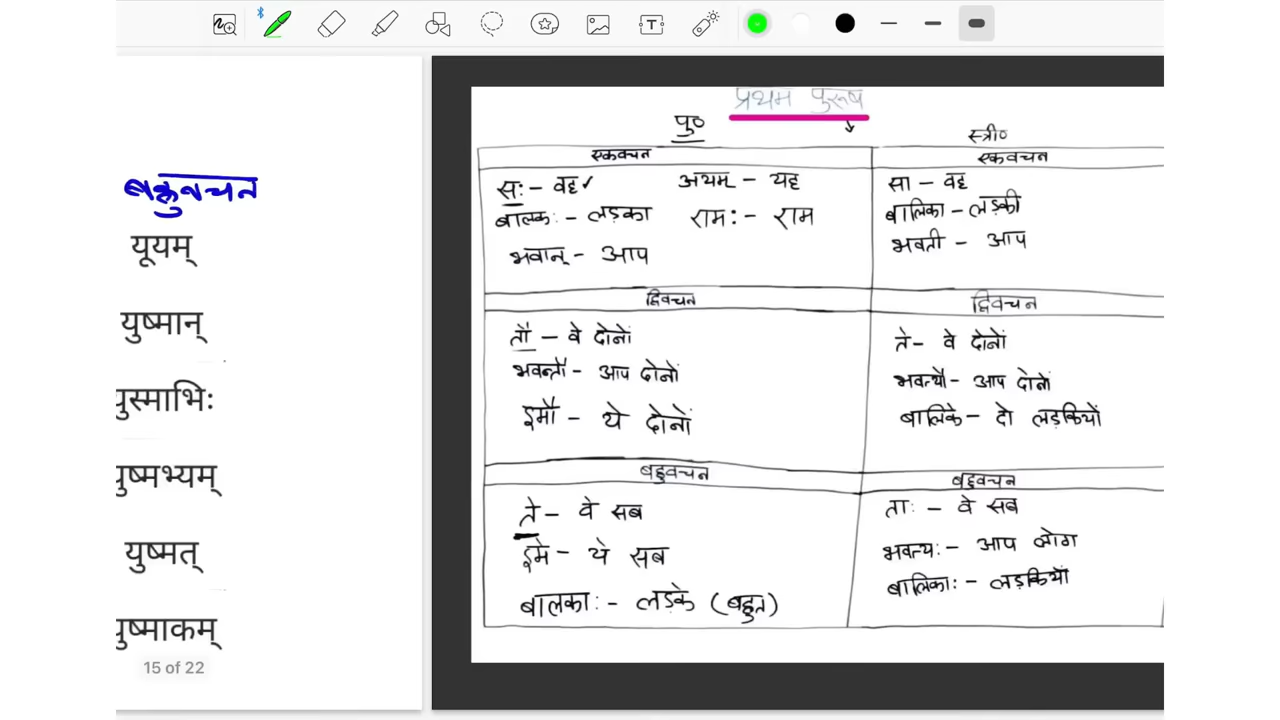 बहुवचन
यूयम्
युष्मान्
युस्माभिः
युष्मभ्यम्
युष्मत्
युष्माकम्
15 of 22
प्रथम पुरूष
पु०
स्त्री०
एकवचन
सः - वह ✓ अयम् - यह
बालकः - लड़का रामः - राम
भवान् - आप
एकवचन
सा - वह
बालिका - लड़की
भवती - आप
द्विवचन
तौ - वे दोनों
भवन्तौ - आप दोनों
इमौ - ये दोनों
द्विवचन
ते - वे दोनों
भवत्यौ - आप दोनों
बालिके - दो लड़कियों
बहुवचन
ते - वे सब
इमे - ये सब
बालकाः - लड़के (बहुत)
बहुवचन
ताः - वे सब
भवत्यः - आप लोग
बालिकाः - लड़कियों